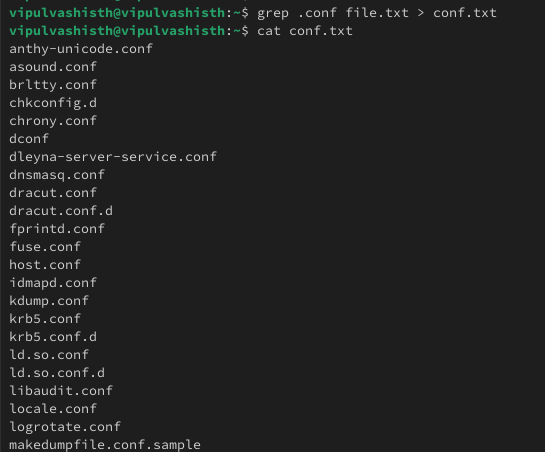 vipulvashisth@vipulvashisth:~$ grep .conf file.txt > conf.txt
vipulvashisth@vipulvashisth:~$ cat conf.txt
anthy-unicode.conf
asound.conf
brltty.conf
chkconfig.d
chrony.conf
dconf
dleyna-server-service.conf
dnsmasq.conf
dracut.conf
dracut.conf.d
fprintd.conf
fuse.conf
host.conf
idmapd.conf
kdump.conf
krb5.conf
krb5.conf.d
ld.so.conf
ld.so.conf.d
libaudit.conf
locale.conf
logrotate.conf
makedumpfile.conf.sample